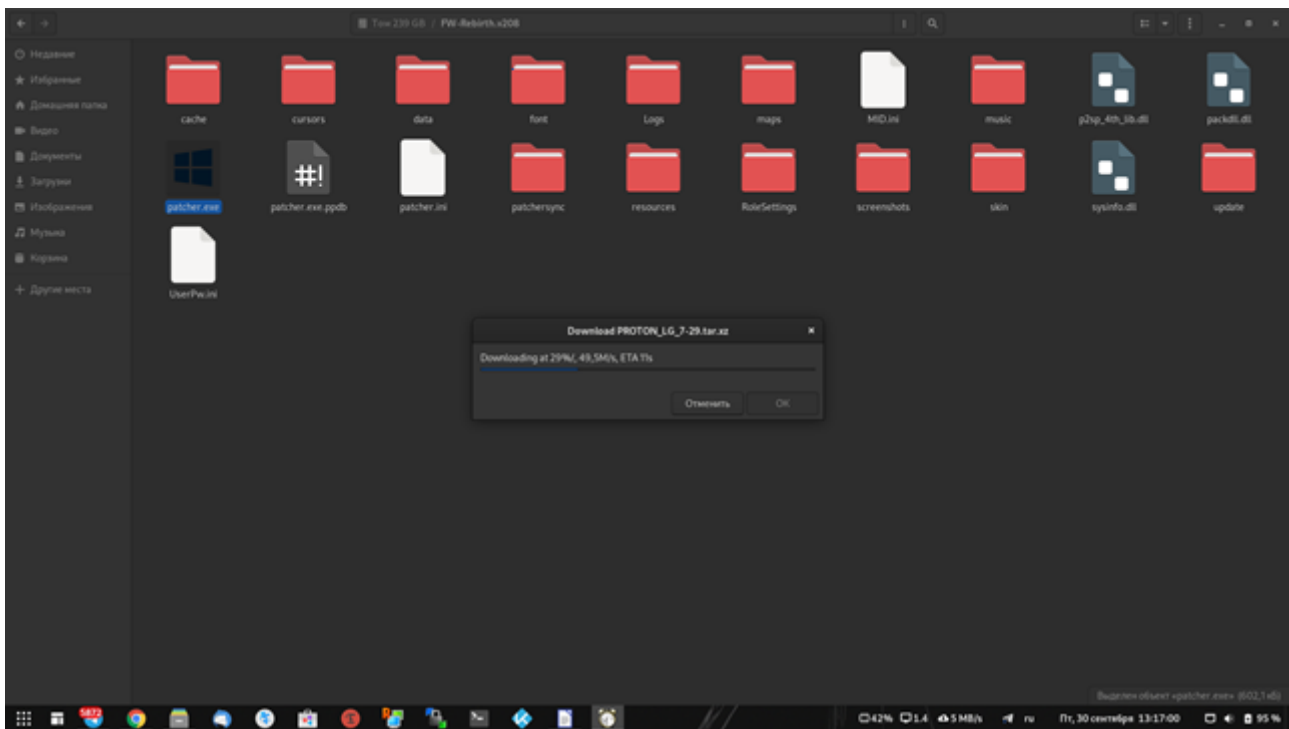 Том 239 GB / FW-Rebirth.v208
Недавние
Избранные
Домашняя папка
Видео
Документы
Загрузки
Изображения
Музыка
Корзина
Другие места
cache cursors data font Logs maps MID.ini music p2sp_4th_lib.dll packdll.dll
patcher.exe patcher.exe.ppdb patcher.ini patchersync resources RoleSettings screenshots skin sysinfo.dll update
UserPw.ini
Download PROTON_LG_7-29.tar.xz
Downloading at 29%/, 49,5M/s, ETA 11s
Отменить OK
Выделен объект «patcher.exe» (602,1 кБ)
5872 42% 1.4 5 MB/s ru Пт, 30 сентября 13:17:00 95 %